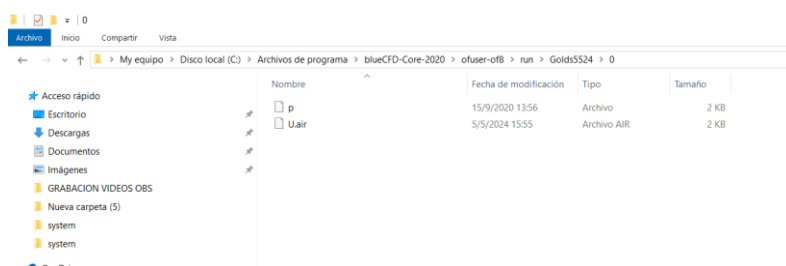 0
Archivo Inicio Compartir Vista
My equipo > Disco local (C:) > Archivos de programa > blueCFD-Core-2020 > ofuser-of8 > run > Golds5524 > 0
Nombre Fecha de modificación Tipo Tamaño
Acceso rápido
Escritorio
Descargas
Documentos
Imágenes
GRABACION VIDEOS OBS
Nueva carpeta (5)
system
system
p 15/9/2020 13:56 Archivo 2 KB
U.air 5/5/2024 15:55 Archivo AIR 2 KB